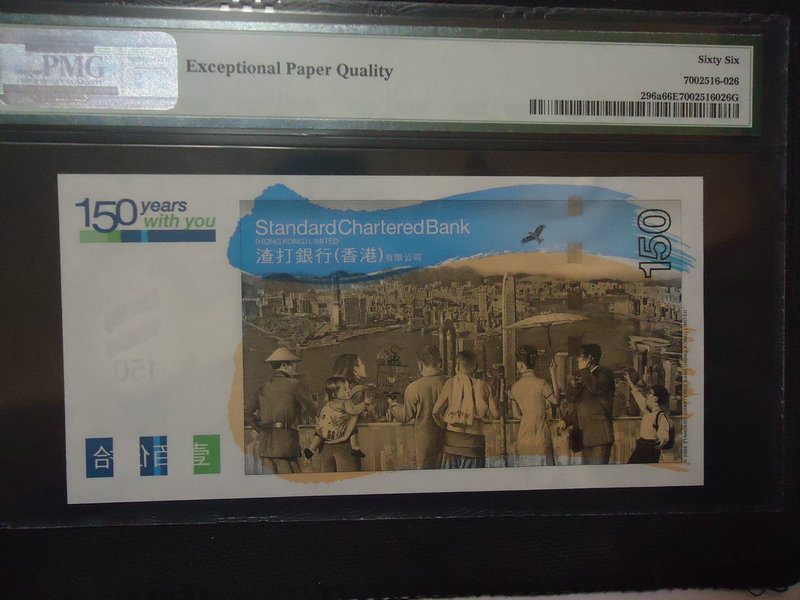 PMG
Exceptional Paper Quality
Sixty Six
7002516-026
296a66E7002516026G
150 years
with you
Standard Chartered Bank
(HONG KONG) LIMITED
渣打銀行(香港)有限公司
150
150
佰
壹